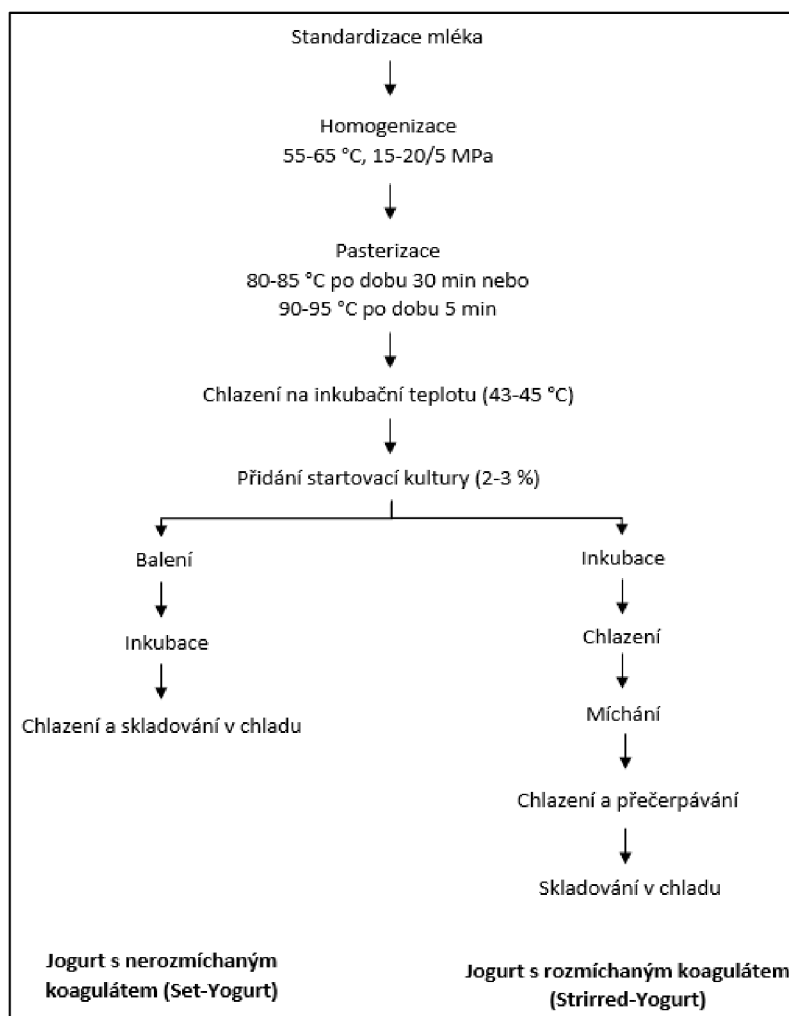 Standardizace mléka
Homogenizace
55-65 °C, 15-20/5 MPa
Pasterizace
80-85 °C po dobu 30 min nebo
90-95 °C po dobu 5 min
Chlazení na inkubační teplotu (43-45 °C)
Přidání startovací kultury (2-3 %)
Balení
Inkubace
Chlazení a skladování v chladu
Inkubace
Chlazení
Míchání
Chlazení a přečerpávání
Skladování v chladu
Jogurt s nerozmíchaným
koagulátem (Set-Yogurt)
Jogurt s rozmíchaným koagulátem
(Strirred-Yogurt)